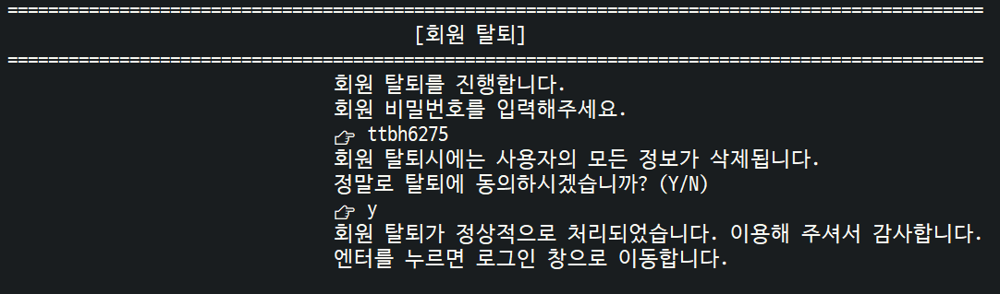 ================================================================================================
[회원 탈퇴]
================================================================================================
회원 탈퇴를 진행합니다.
회원 비밀번호를 입력해주세요.
👉 ttbh6275
회원 탈퇴시에는 사용자의 모든 정보가 삭제됩니다.
정말로 탈퇴에 동의하시겠습니까? (Y/N)
👉 y
회원 탈퇴가 정상적으로 처리되었습니다. 이용해 주셔서 감사합니다.
엔터를 누르면 로그인 창으로 이동합니다.